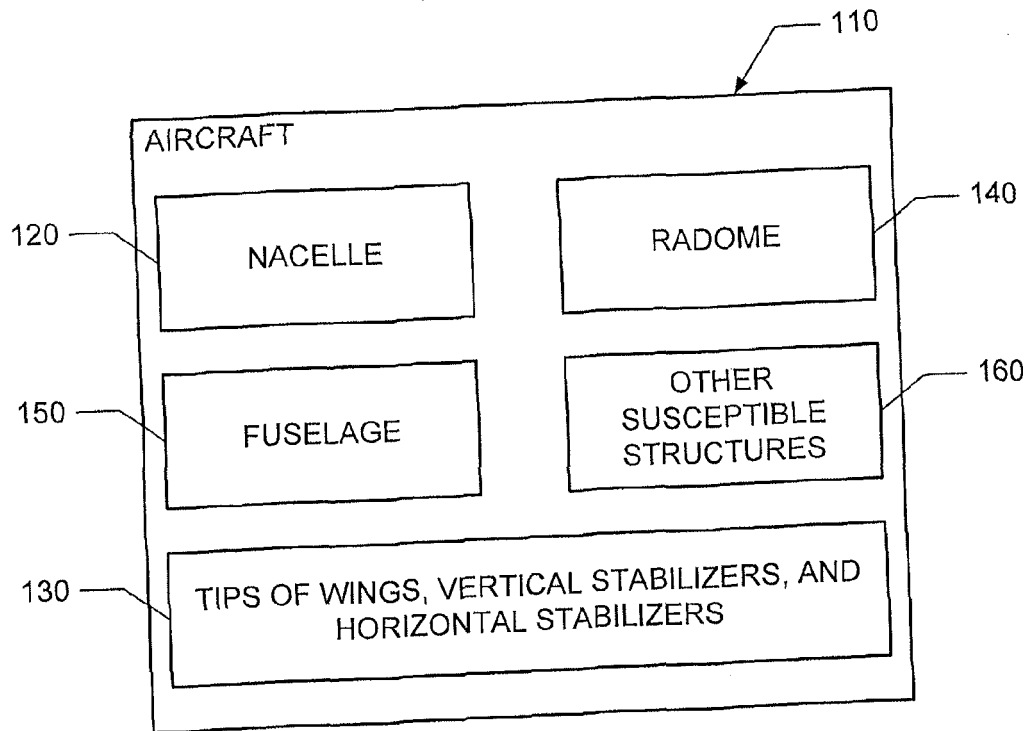 110
AIRCRAFT
120
NACELLE
RADOME
140
150
FUSELAGE
OTHER
SUSCEPTIBLE
STRUCTURES
160
130
TIPS OF WINGS, VERTICAL STABILIZERS, AND
HORIZONTAL STABILIZERS